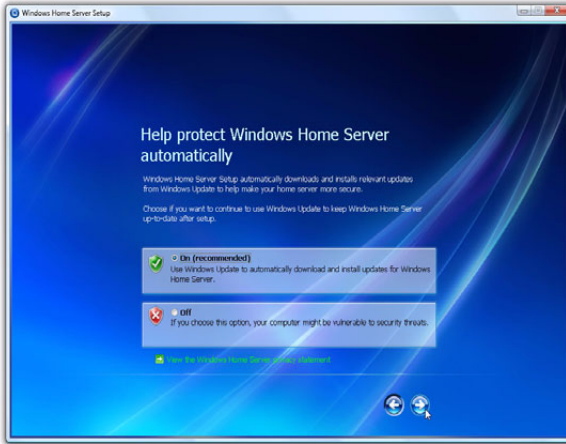 Windows Home Server Setup
Help protect Windows Home Server
automatically
Windows Home Server Setup automatically downloads and installs relevant updates
from Windows Update to help make your home server more secure.
Choose if you want to continue to use Windows Update to keep Windows Home Server
up-to-date after setup.
On (recommended)
Use Windows Update to automatically download and install updates for Windows
Home Server.
Off
If you choose this option, your computer might be vulnerable to security threats.
View the Windows Home Server privacy statement